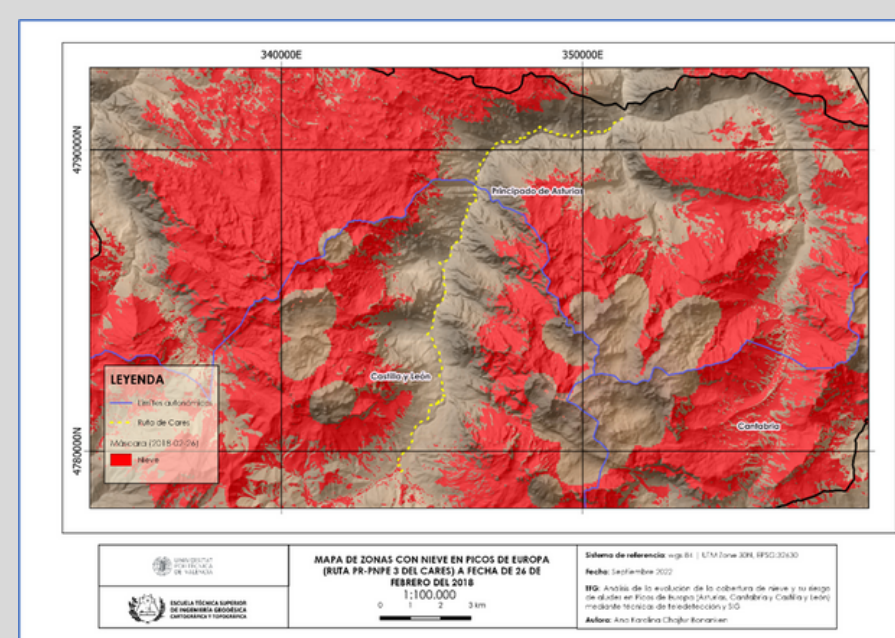 340000E
350000E
4790000N
Principado de Asturias
Castilla y León
Cantabria
4780000N
LEYENDA
Límites autonómicos
Ruta de Cares
Máscara (2018-02-26)
Nieve
UNIVERSITAT
POLITÈCNICA
DE VALÈNCIA
ESCUELA TÉCNICA SUPERIOR
DE INGENIERÍA GEODÉSICA
CARTOGRÁFICA Y TOPOGRÁFICA
MAPA DE ZONAS CON NIEVE EN PICOS DE EUROPA
(RUTA PR-PNPE 3 DEL CARES) A FECHA DE 26 DE
FEBRERO DEL 2018
1:100.000
0 1 2 3 km
Sistema de referencia: wgs 84 | UTM Zone 30N, EPSG:32630
Fecha: Septiembre 2022
TFG: Análisis de la evolución de la cobertura de nieve y su riesgo
de aludes en Picos de Europa (Asturias, Cantabria y Castilla y León)
mediante técnicas de teledetección y SIG
Autora: Ana Karolina